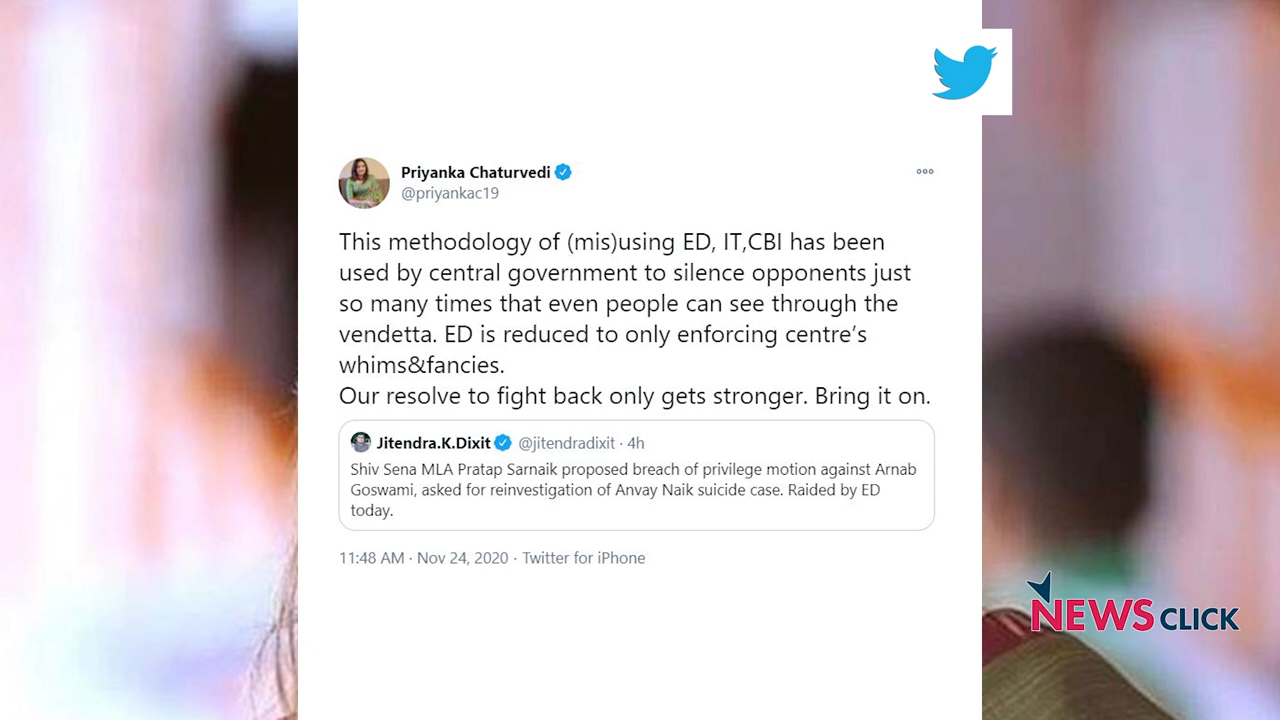 Priyanka Chaturvedi
@priyankac19
This methodology of (mis)using ED, IT,CBI has been
used by central government to silence opponents just
so many times that even people can see through the
vendetta. ED is reduced to only enforcing centre’s
whims&fancies.
Our resolve to fight back only gets stronger. Bring it on.
Jitendra.K.Dixit @jitendradixit · 4h
Shiv Sena MLA Pratap Sarnaik proposed breach of privilege motion against Arnab
Goswami, asked for reinvestigation of Anvay Naik suicide case. Raided by ED
today.
11:48 AM · Nov 24, 2020 · Twitter for iPhone
NEWS CLICK